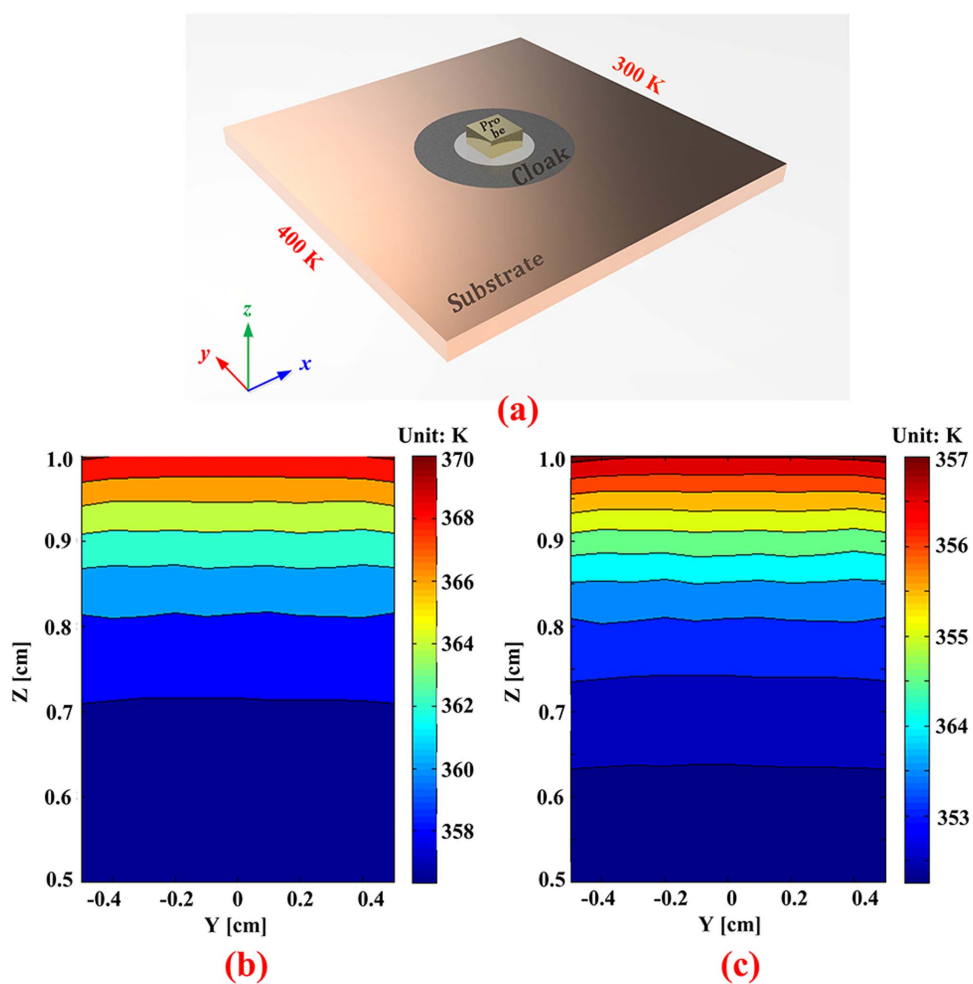 300 K
Pro
be
Cloak
400 K
Substrate
z
y
x
(a)
Unit: K
1.0
0.9
0.8
0.7
0.6
0.5
Z [cm]
-0.4
-0.2
0
0.2
0.4
Y [cm]
370
368
366
364
362
360
358
(b)
Unit: K
1.0
0.9
0.8
0.7
0.6
0.5
Z [cm]
-0.4
-0.2
0
0.2
0.4
Y [cm]
357
356
355
364
353
(c)